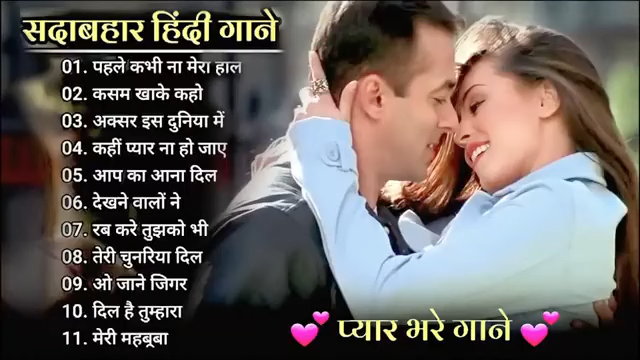 सदाबहार हिंदी गाने
01. पहले कभी ना मेरा हाल
02. कसम खाके कहो
03. अक्सर इस दुनिया में
04. कहीं प्यार ना हो जाए
05. आप का आना दिल
06. देखने वालों ने
07. रब करे तुझको भी
08. तेरी चुनरिया दिल
09. ओ जाने जिगर
10. दिल है तुम्हारा
11. मेरी महबूबा
प्यार भरे गाने